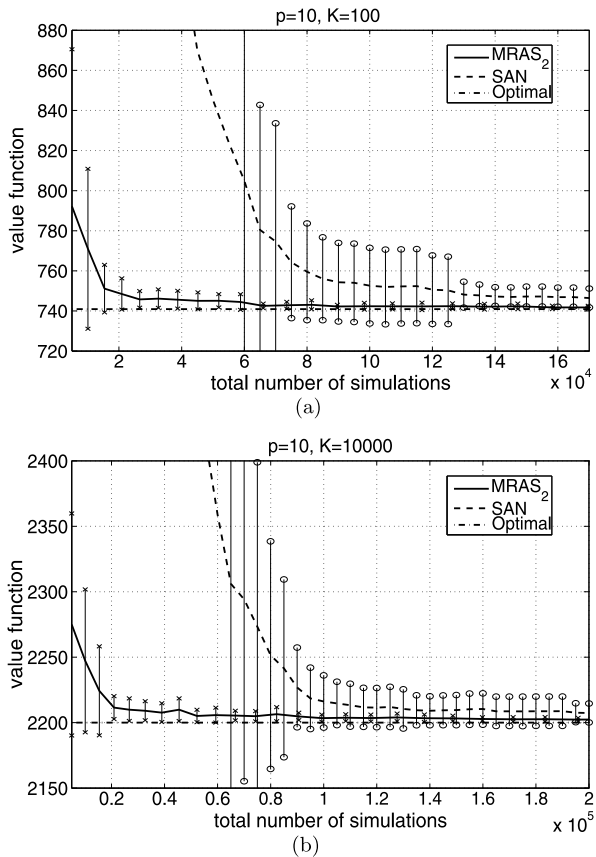 p=10, K=100
880
860
840
820
800
780
760
740
720
value function
MRAS2
SAN
Optimal
2 4 6 8 10 12 14 16
total number of simulations
x 10^4
(a)
p=10, K=10000
2400
2350
2300
2250
2200
2150
value function
MRAS2
SAN
Optimal
0.2 0.4 0.6 0.8 1 1.2 1.4 1.6 1.8 2
total number of simulations
x 10^5
(b)